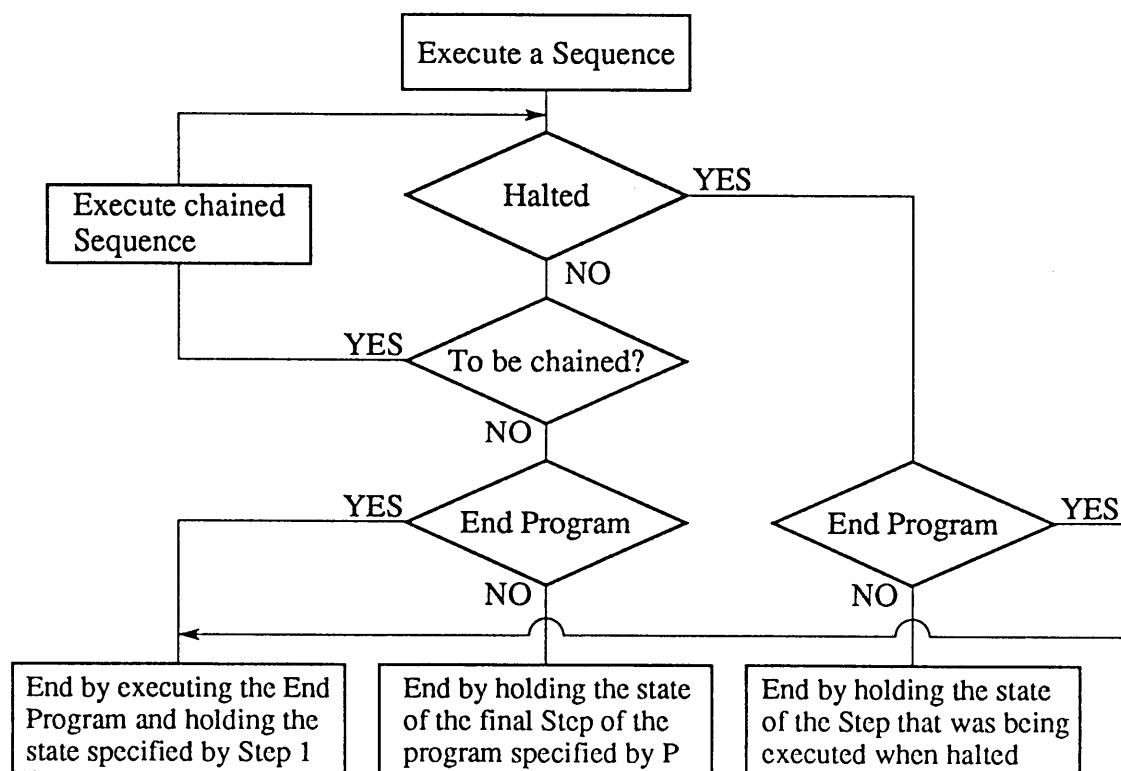 Execute a Sequence
Halted
YES
Execute chained
Sequence
NO
YES
To be chained?
NO
YES
End Program
End Program
YES
NO
NO
End by executing the End
Program and holding the
state specified by Step 1
End by holding the state
of the final Step of the
program specified by P
End by holding the state
of the Step that was being
executed when halted